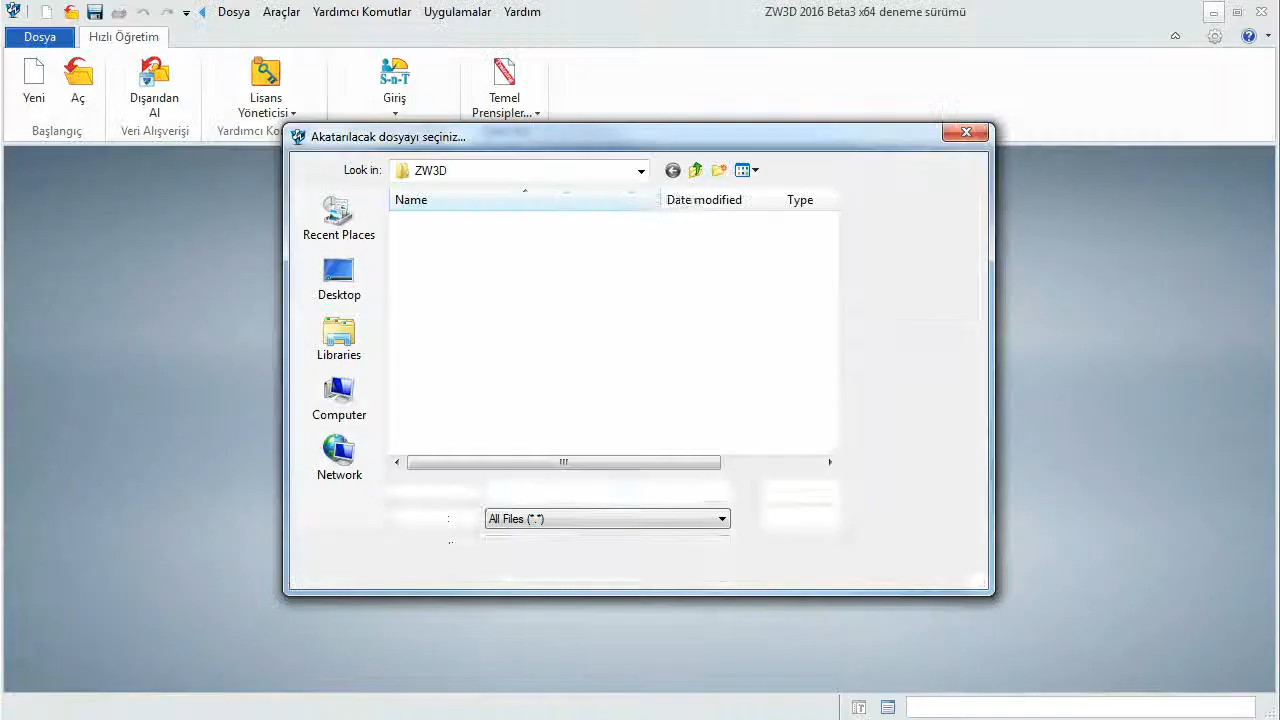 Dosya Araçlar Yardımcı Komutlar Uygulamalar Yardım ZW3D 2016 Beta3 x64 deneme sürümü
Dosya Hızlı Öğretim
Yeni Aç Dışarıdan Al Lisans Yöneticisi Giriş Temel Prensipler...
S-n-T
Başlangıç Veri Alışverişi Yardımcı
Akatarılacak dosyayı seçiniz...
Look in: ZW3D
Name Date modified Type
Recent Places
Desktop
Libraries
Computer
Network
: All Files (*.*)